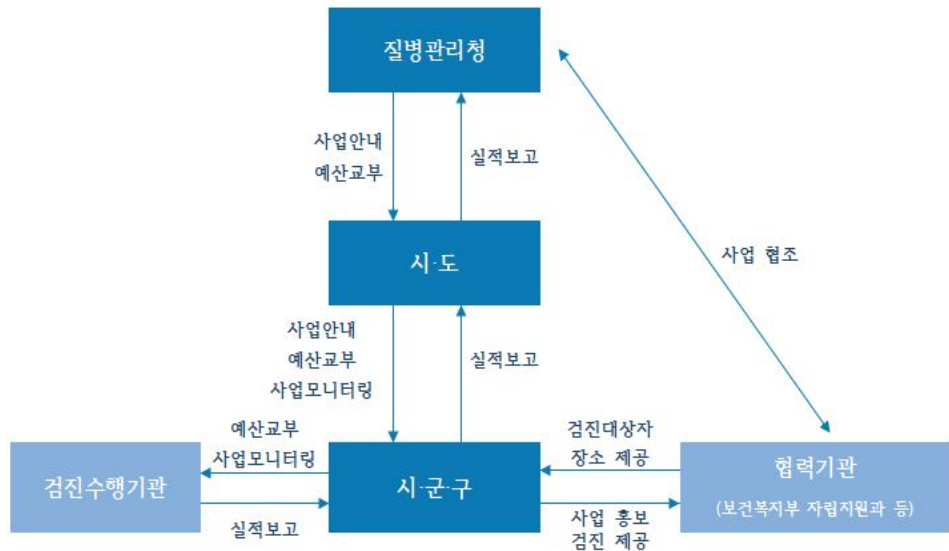 질병관리청
사업안내
예산교부
실적보고
사업 협조
시·도
사업안내
예산교부
사업모니터링
실적보고
예산교부
사업모니터링
검진대상자
장소 제공
검진수행기관
시·군·구
협력기관
(보건복지부 자립지원과 등)
실적보고
사업 홍보
검진 제공